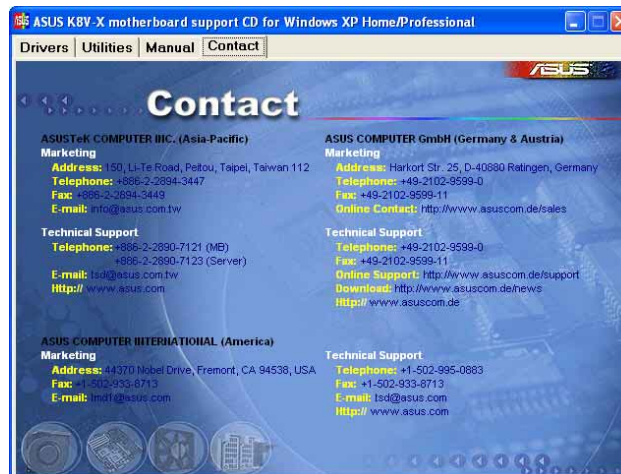 ASUS K8V-X motherboard support CD for Windows XP Home/Professional
Drivers Utilities Manual Contact
ASUS
Contact
ASUSTeK COMPUTER INC. (Asia-Pacific)
Marketing
Address: 150, Li-Te Road, Peitou, Taipei, Taiwan 112
Telephone: +886-2-2894-3447
Fax: +886-2-2894-3449
E-mail: info@asus.com.tw
Technical Support
Telephone: +886-2-2890-7121 (MB)
+886-2-2890-7123 (Server)
E-mail: tsd@asus.com.tw
Http:// www.asus.com
ASUS COMPUTER GmbH (Germany & Austria)
Marketing
Address: Harkort Str. 25, D-40880 Ratingen, Germany
Telephone: +49-2102-9599-0
Fax: +49-2102-9599-11
Online Contact: http://www.asuscom.de/sales
Technical Support
Telephone: +49-2102-9599-0
Fax: +49-2102-9599-11
Online Support: http://www.asuscom.de/support
Download: http://www.asuscom.de/news
Http:// www.asuscom.de
ASUS COMPUTER INTERNATIONAL (America)
Marketing
Address: 44370 Nobel Drive, Fremont, CA 94538, USA
Fax: +1-502-933-8713
E-mail: tmd1@asus.com
Technical Support
Telephone: +1-502-995-0883
Fax: +1-502-933-8713
E-mail: tsd@asus.com
Http:// www.asus.com